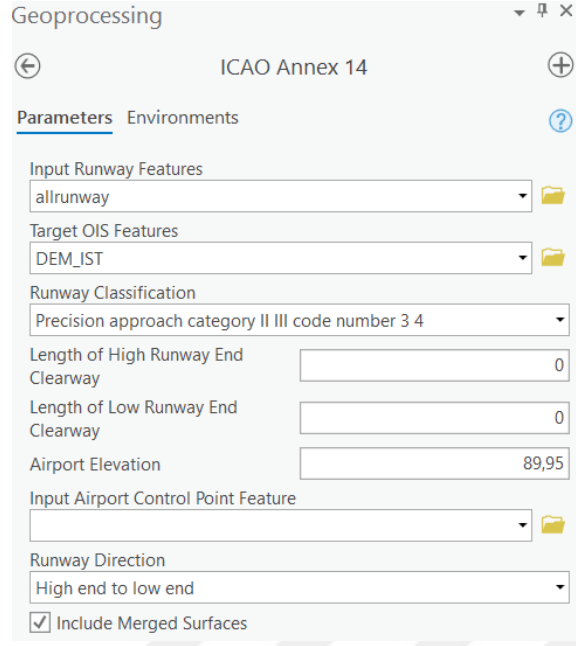 Geoprocessing
ICAO Annex 14
Parameters Environments
Input Runway Features
allrunway
Target OIS Features
DEM_IST
Runway Classification
Precision approach category II III code number 3 4
Length of High Runway End
Clearway
0
Length of Low Runway End
Clearway
0
Airport Elevation
89,95
Input Airport Control Point Feature
Runway Direction
High end to low end
Include Merged Surfaces